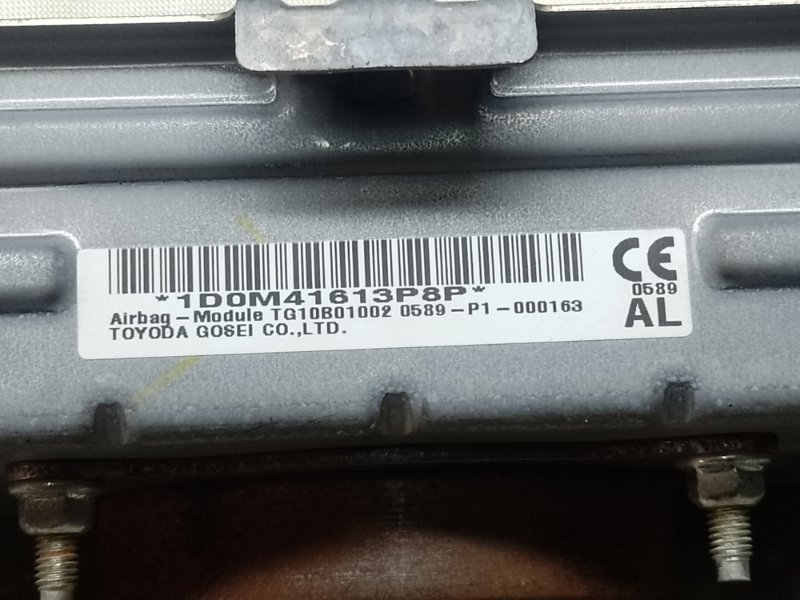 *1D0M41613P8P*
Airbag-Module TG10B01002 0589-P1-000163
TOYODA GOSEI CO.,LTD.
CE
0589
AL